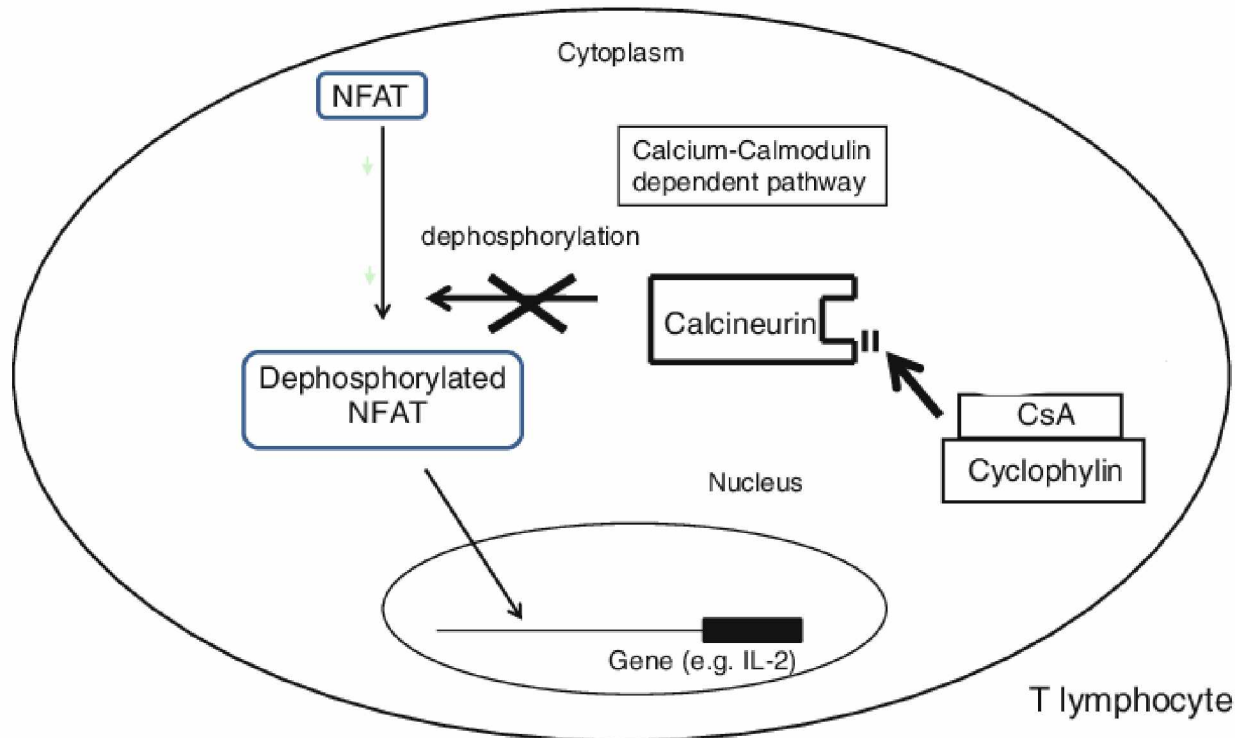 Cytoplasm
NFAT
Calcium-Calmodulin
dependent pathway
dephosphorylation
Calcineurin
Dephosphorylated
NFAT
CsA
Cyclophylin
Nucleus
Gene (e.g. IL-2)
T lymphocyte